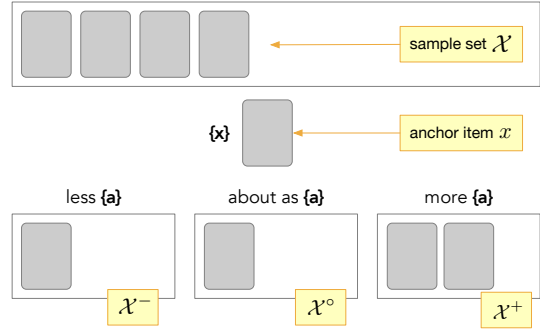 sample set 𝒳
{x}
anchor item x
less {a}
about as {a}
more {a}
𝒳⁻
𝒳°
𝒳⁺